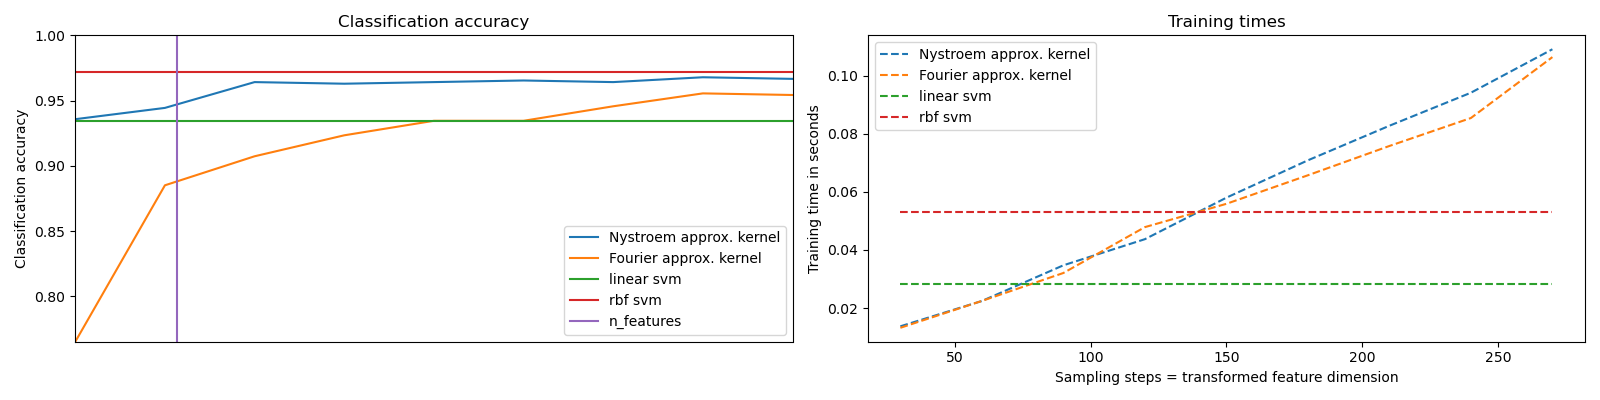 Classification accuracy
Classification accuracy
1.00
0.95
0.90
0.85
0.80
Nystroem approx. kernel
Fourier approx. kernel
linear svm
rbf svm
n_features
Training times
Training time in seconds
0.10
0.08
0.06
0.04
0.02
Nystroem approx. kernel
Fourier approx. kernel
linear svm
rbf svm
50 100 150 200 250
Sampling steps = transformed feature dimension